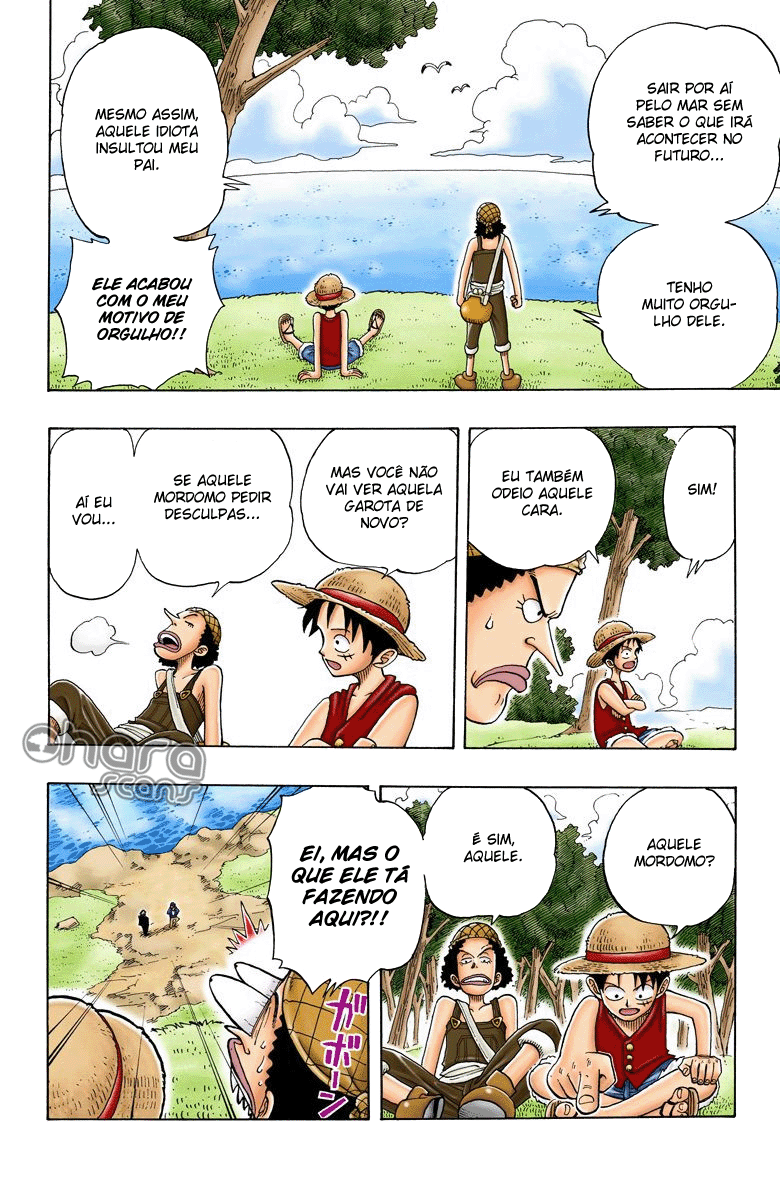 SAIR POR AÍ
PELO MAR SEM
SABER O QUE IRÁ
ACONTECER NO
FUTURO...
TENHO
MUITO ORGU-
LHO DELE.
MESMO ASSIM,
AQUELE IDIOTA
INSULTOU MEU
PAI.
ELE ACABOU
COM O MEU
MOTIVO DE
ORGULHO!!
SIM!
EU TAMBÉM
ODEIO AQUELE
CARA.
MAS VOCÊ NÃO
VAI VER AQUELA
GAROTA DE
NOVO?
SE AQUELE
MORDOMO PEDIR
DESCULPAS...
AÍ EU
VOU...
AQUELE
MORDOMO?
É SIM,
AQUELE.
EI, MAS O
QUE ELE TÁ
FAZENDO
AQUI?!!
ガボーン
Ohara
scans